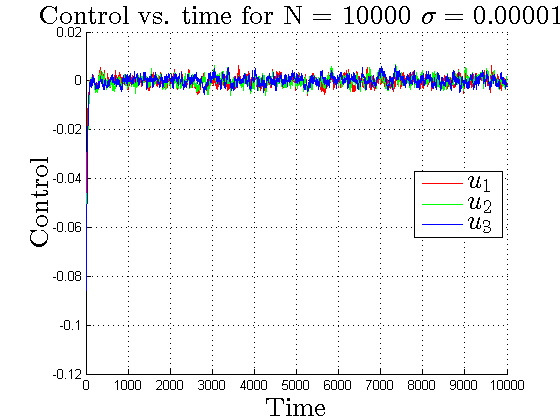 Control vs. time for N = 10000 σ = 0.00001
0.02
0
-0.02
-0.04
-0.06
-0.08
-0.1
-0.12
Control
u₁
u₂
u₃
0 1000 2000 3000 4000 5000 6000 7000 8000 9000 10000
Time